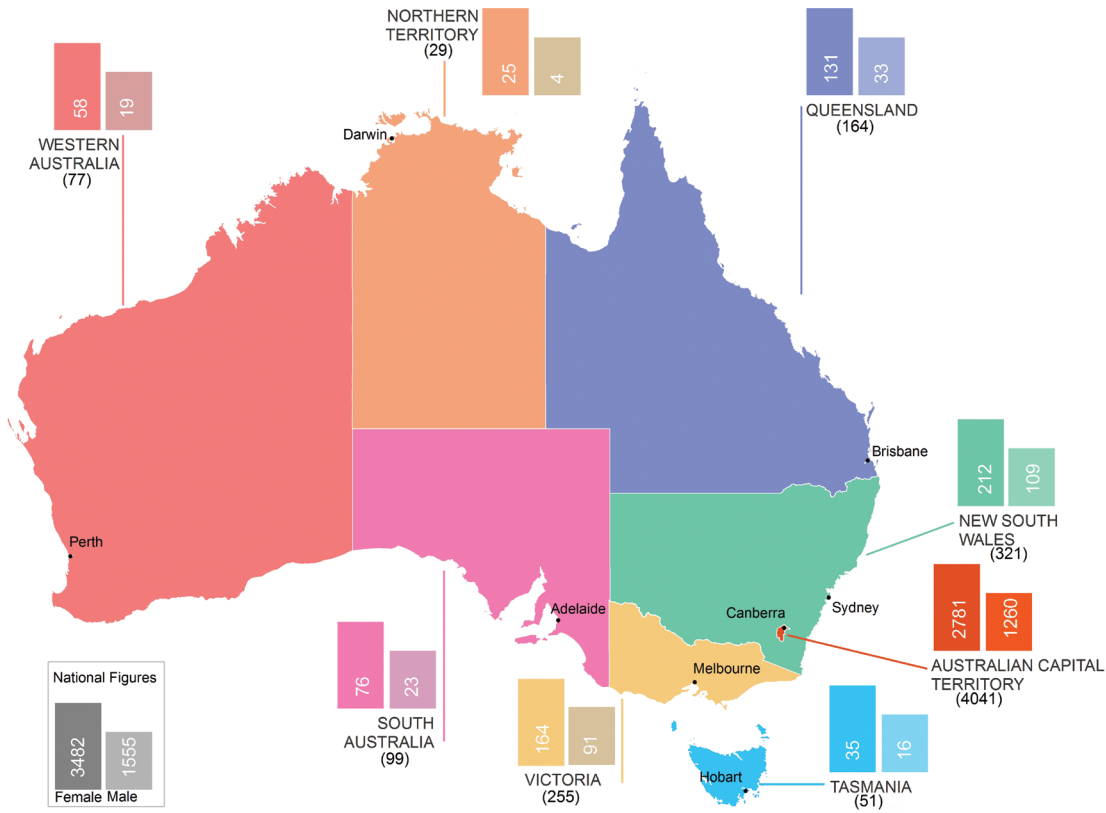 NORTHERN
TERRITORY
(29)
25
4
131
33
QUEENSLAND
(164)
58
19
WESTERN
AUSTRALIA
(77)
Darwin
Brisbane
212
109
NEW SOUTH
WALES
(321)
Perth
Adelaide
Canberra
Sydney
2781
1260
AUSTRALIAN CAPITAL
TERRITORY
(4041)
Melbourne
National Figures
3482
1555
Female Male
76
23
SOUTH
AUSTRALIA
(99)
164
91
VICTORIA
(255)
Hobart
35
16
TASMANIA
(51)